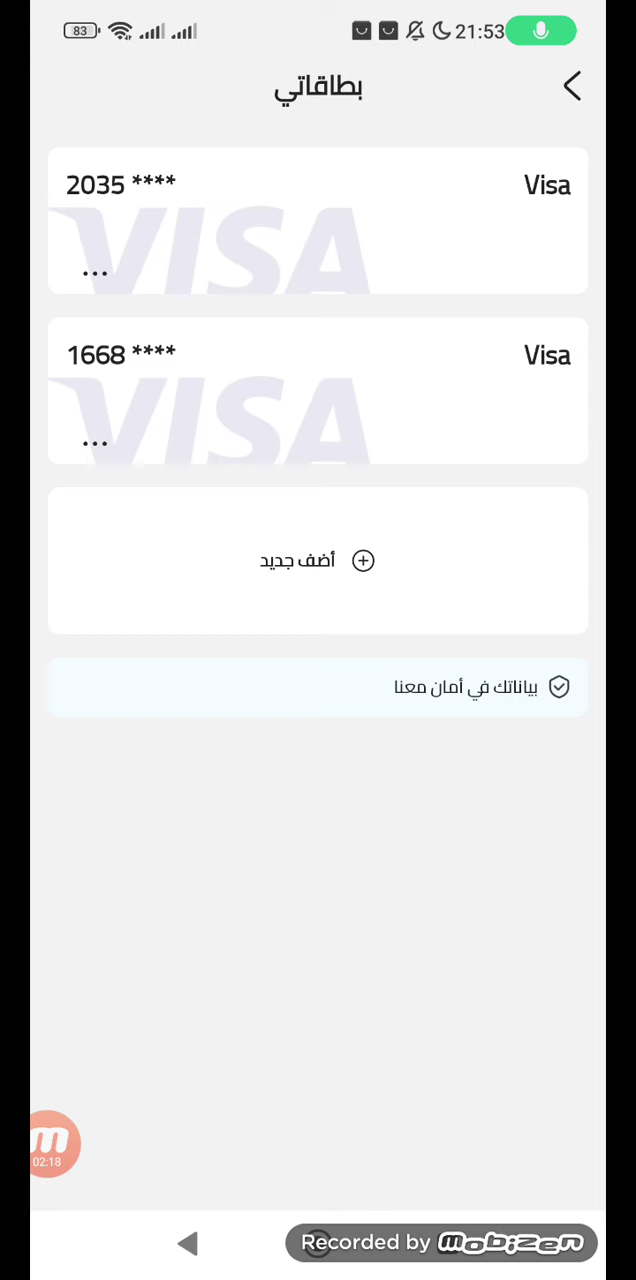 83 21:53
بطاقاتي
Visa
2035 ****
VISA
...
Visa
1668 ****
VISA
...
أضف جديد
بياناتك في أمان معنا
m
02:18
Recorded by mobizen